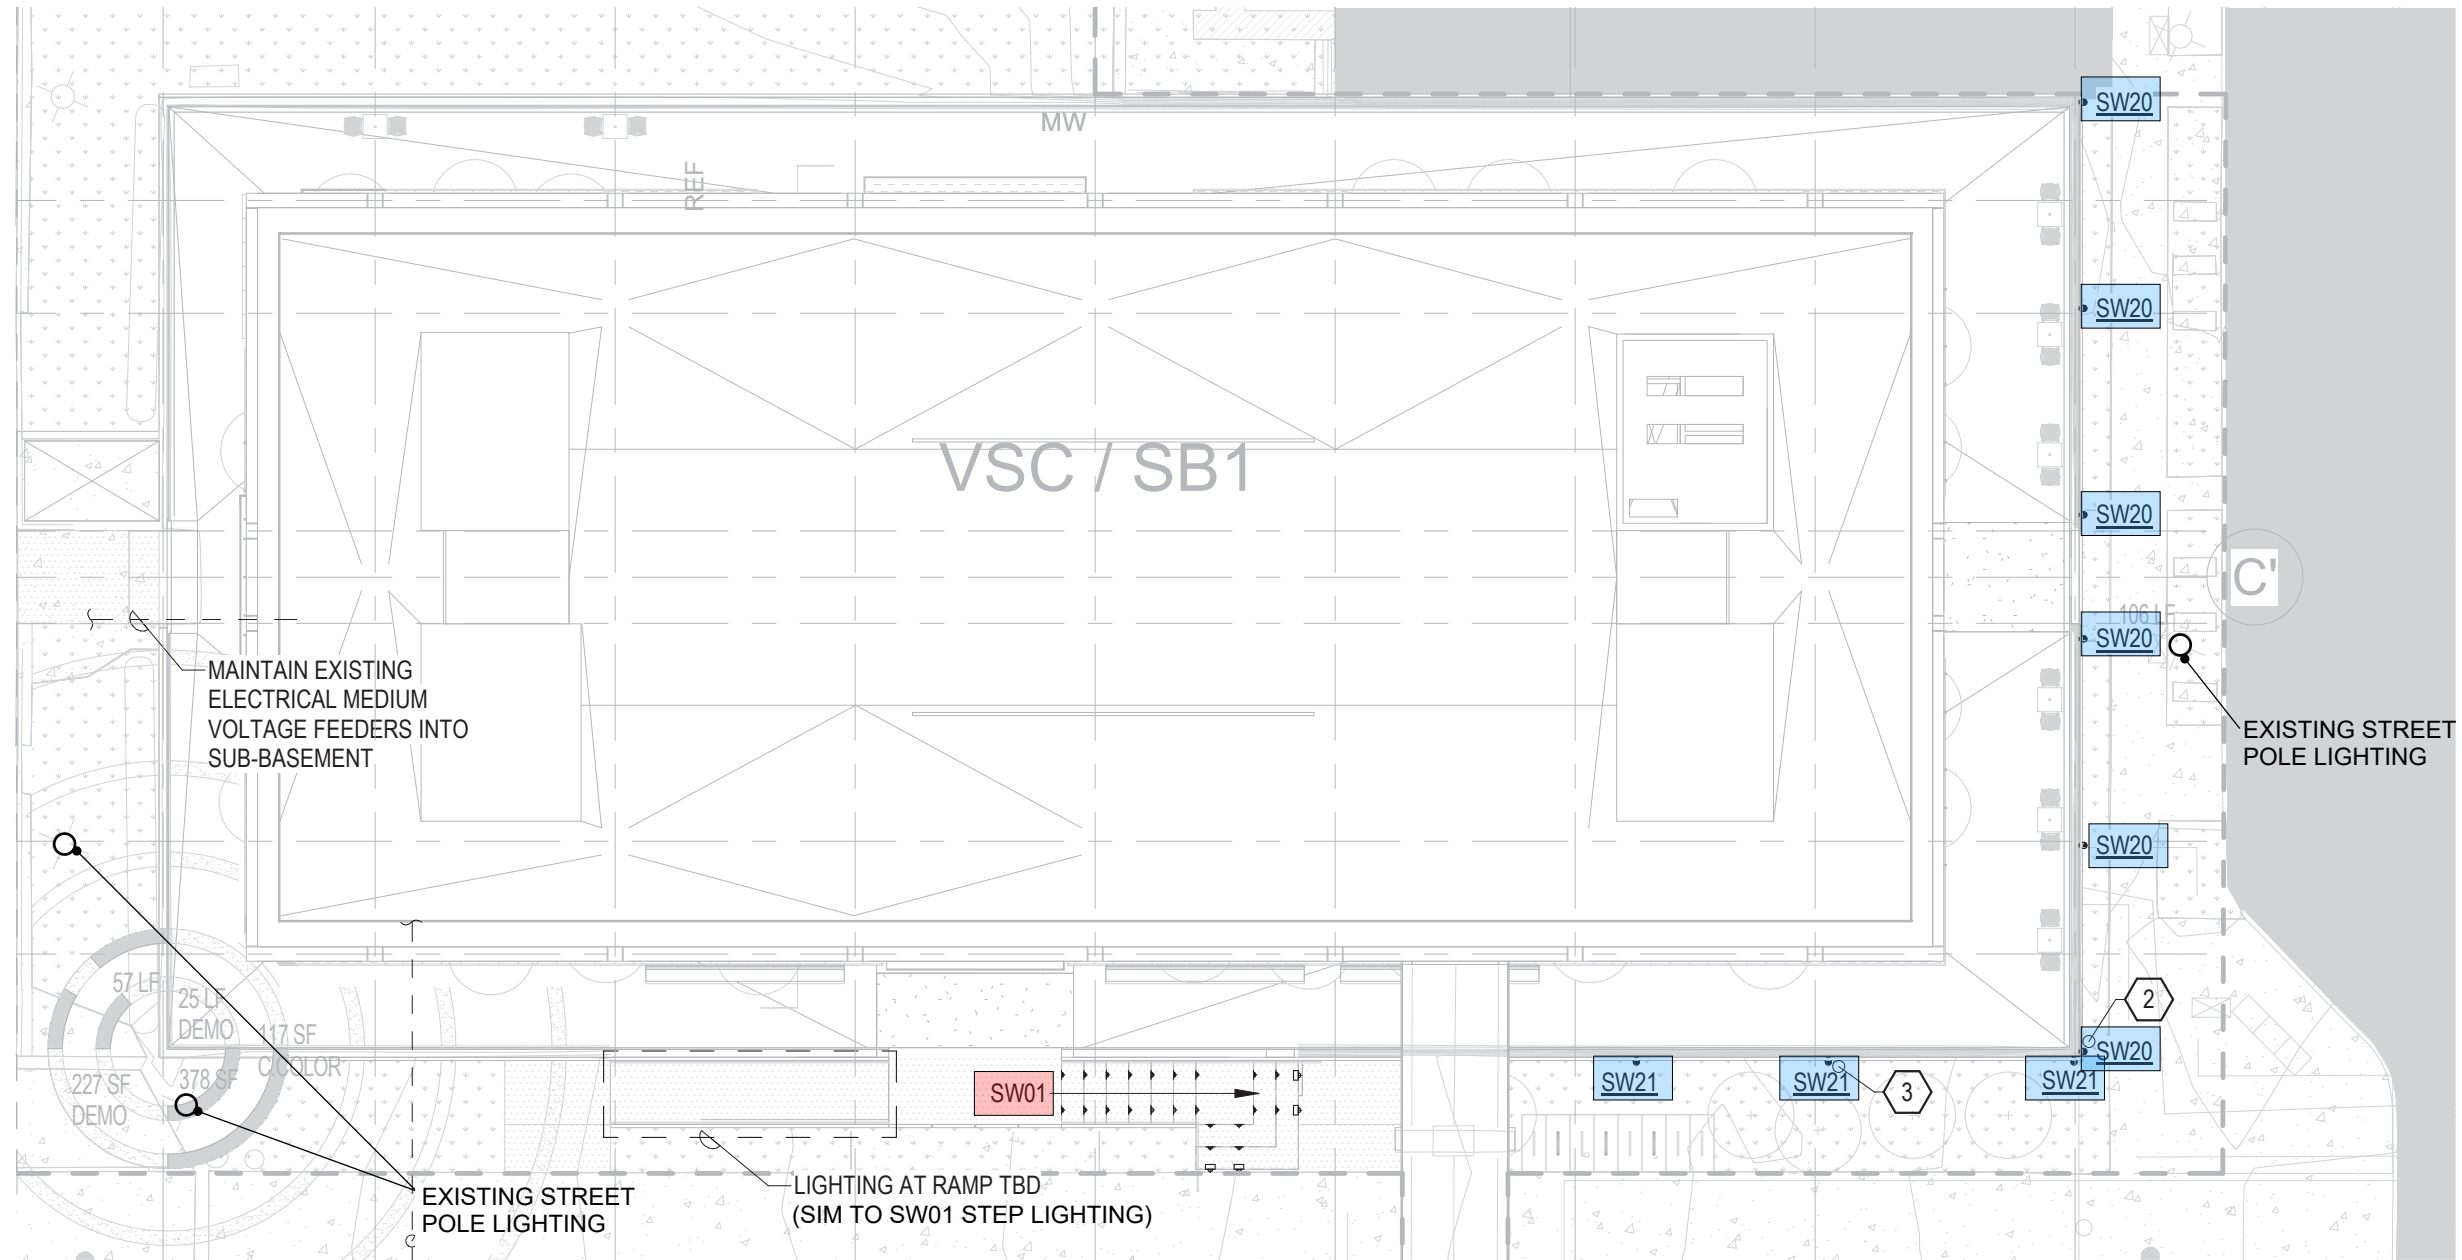 SW20
MW
REF
SW20
VSC / SB1
SW20
C'
106 LF
SW20
MAINTAIN EXISTING
ELECTRICAL MEDIUM
VOLTAGE FEEDERS INTO
SUB-BASEMENT
EXISTING STREET
POLE LIGHTING
SW20
57 LF
25 LF
DEMO
117 SF
C.COLOR
227 SF
DEMO
378 SF
2
SW20
SW21
SW21
SW21
3
SW01
EXISTING STREET
POLE LIGHTING
LIGHTING AT RAMP TBD
(SIM TO SW01 STEP LIGHTING)